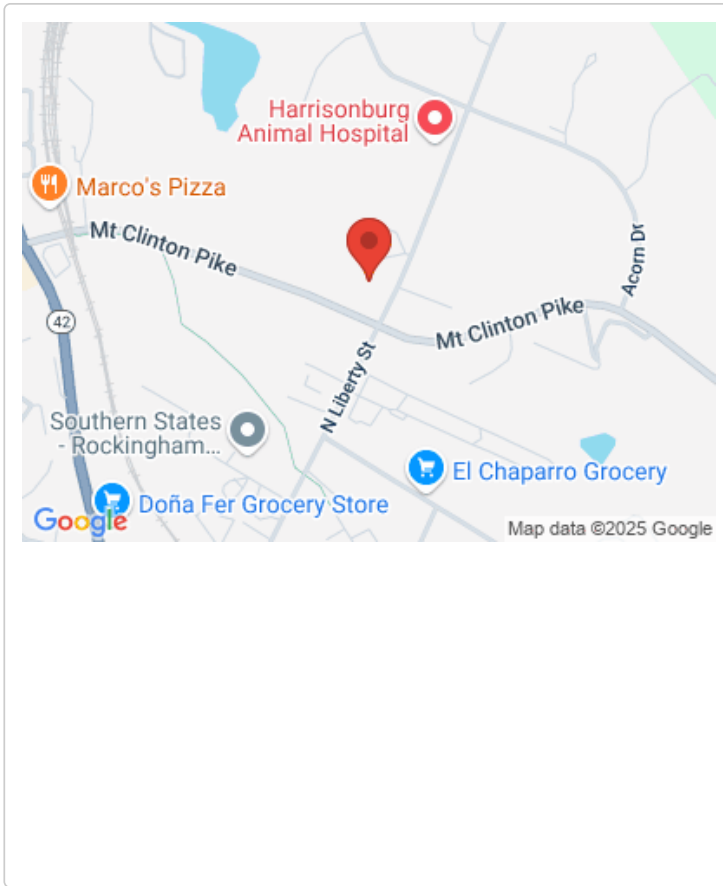 Harrisonburg
Animal Hospital
Marco's Pizza
Mt Clinton Pike
Acorn Dr
42
Mt Clinton Pike
N Liberty St
Southern States
- Rockingham...
El Chaparro Grocery
Doña Fer Grocery Store
Google
Map data ©2025 Google